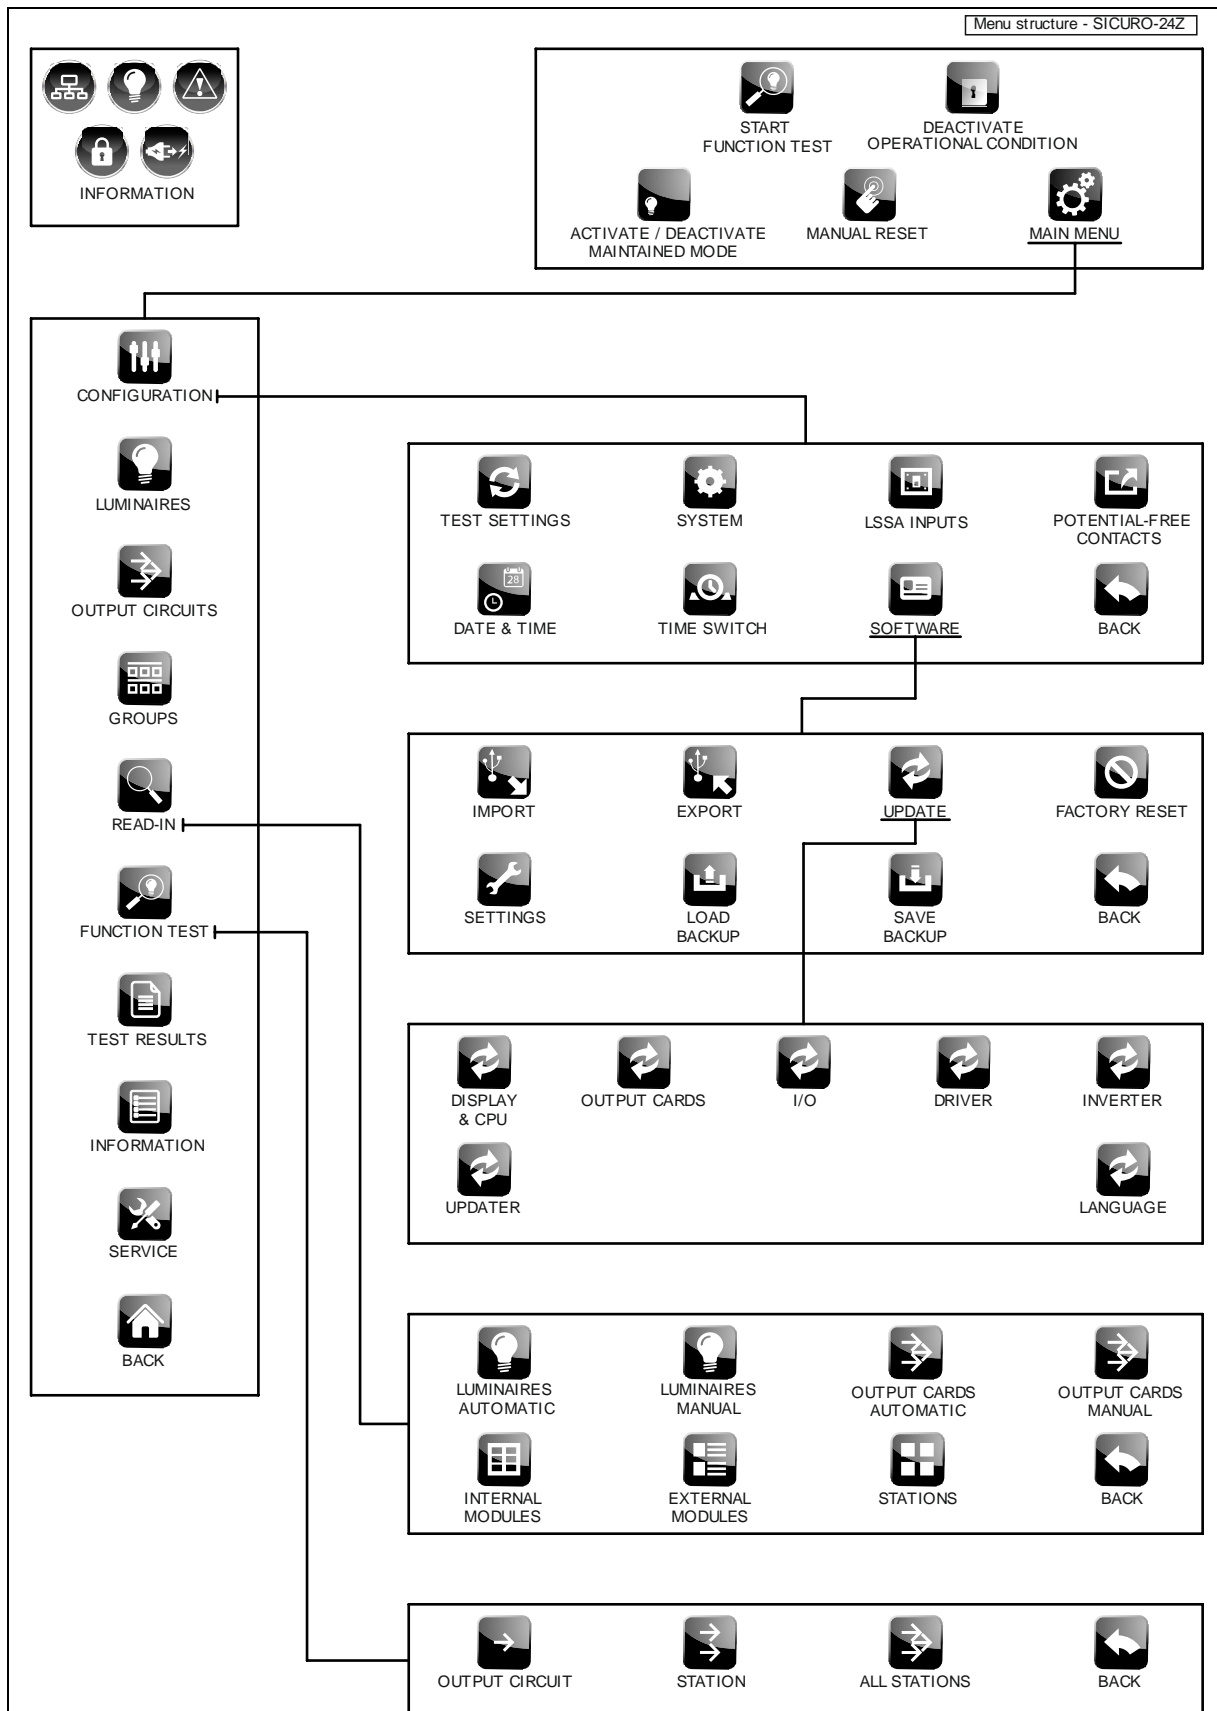 Menu structure - SICURO-24Z
INFORMATION
START
FUNCTION TEST
DEACTIVATE
OPERATIONAL CONDITION
ACTIVATE / DEACTIVATE
MAINTAINED MODE
MANUAL RESET
MAIN MENU
CONFIGURATION
LUMINAIRES
OUTPUT CIRCUITS
GROUPS
READ-IN
FUNCTION TEST
TEST RESULTS
INFORMATION
SERVICE
BACK
TEST SETTINGS
SYSTEM
LSSA INPUTS
POTENTIAL-FREE
CONTACTS
28
DATE & TIME
TIME SWITCH
SOFTWARE
BACK
IMPORT
EXPORT
UPDATE
FACTORY RESET
SETTINGS
LOAD
BACKUP
SAVE
BACKUP
BACK
DISPLAY
& CPU
OUTPUT CARDS
I/O
DRIVER
INVERTER
UPDATER
LANGUAGE
LUMINAIRES
AUTOMATIC
LUMINAIRES
MANUAL
OUTPUT CARDS
AUTOMATIC
OUTPUT CARDS
MANUAL
INTERNAL
MODULES
EXTERNAL
MODULES
STATIONS
BACK
OUTPUT CIRCUIT
STATION
ALL STATIONS
BACK